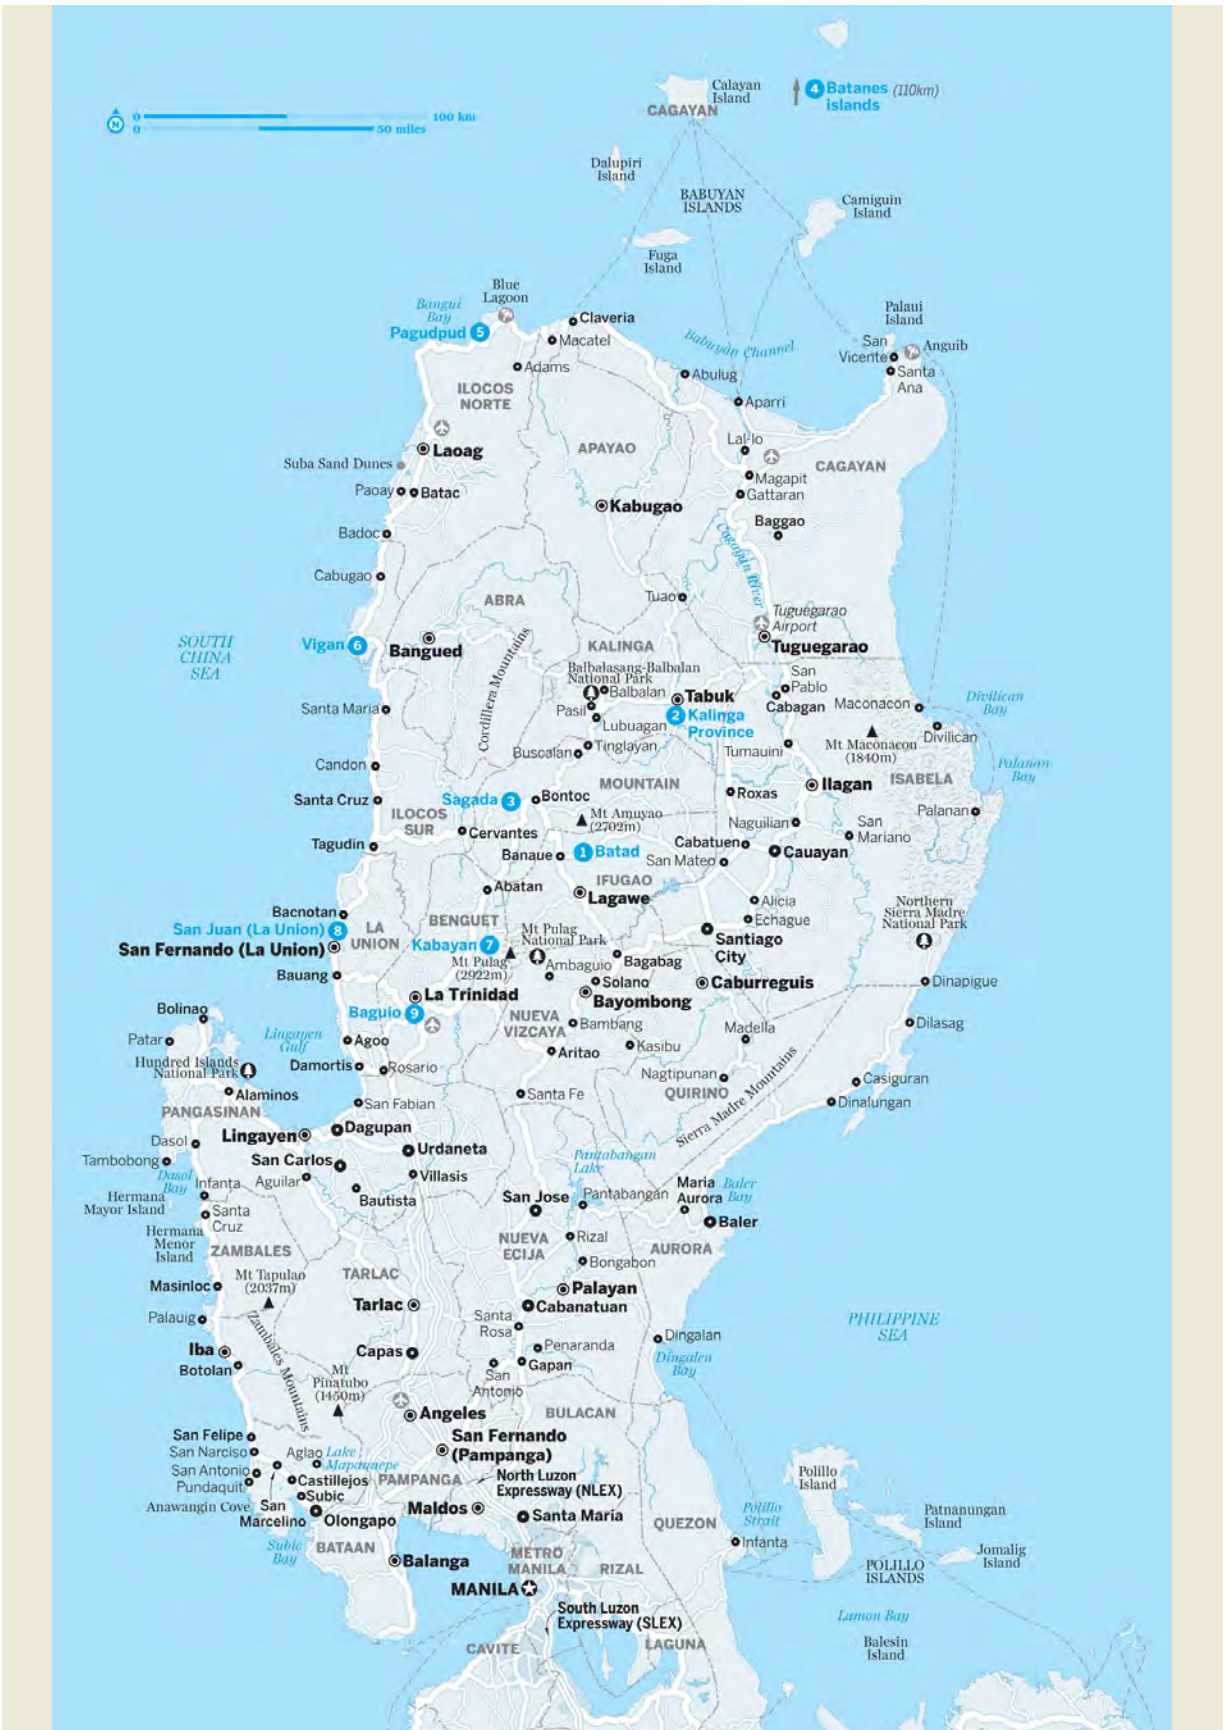 Calayan
Island
CAGAYAN
4 Batanes (110km)
islands
N
0 100 km
0 50 miles
Dalupiri
Island
BABUYAN
ISLANDS
Camiguin
Island
Fuga
Island
Blue
Lagoon
Bangui
Bay
Pagudpud 5
Claveria
Macatel
Adams
Babuyan Channel
Palaui
Island
San
Vicente
Anguib
Santa
Ana
Abulug
Aparri
ILOCOS
NORTE
Laoag
APAYAO
Lal-lo
CAGAYAN
Suba Sand Dunes
Magapit
Paoay
Batac
Gattaran
Kabugao
Baggao
Badoc
Cagayan River
Cabugao
Tuao
ABRA
Tuguegarao
Airport
SOUTH
CHINA
SEA
Vigan 6
Bangued
KALINGA
Tuguegarao
Cordillera Mountains
Balbalasang-Balbalan
National Park
Balbalan
San
Pablo
Tabuk
Cabagan
Maconacon
Divilican
Bay
Santa Maria
Pasil
2 Kalinga
Province
Lubuagan
Divilican
Mt Maconacon
(1840m)
Buscalan
Tinglayan
Tumauini
Candon
Palanan
Bay
MOUNTAIN
Ilagan
ISABELA
Santa Cruz
Sagada 3
Bontoc
Roxas
ILOCOS
SUR
Mt Amuyao
(2702m)
Palanan
Cervantes
Naguilian
San
Mariano
Tagudin
Cabatuen
Banaue
1 Batad
San Mateo
Cauayan
IFUGAO
Abatan
Lagawe
Alicia
Northern
Sierra Madre
National Park
Bacnotan
Echague
San Juan (La Union) 8
LA
UNION
BENGUET
Mt Pulag
National Park
Santiago
City
San Fernando (La Union)
Kabayan 7
Mt Pulag
(2922m)
Bagabag
Ambaguio
Bauang
Solano
Caburreguis
Dinapigue
La Trinidad
Bayombong
Bolinao
Baguio 9
NUEVA
VIZCAYA
Bambang
Madella
Dilasag
Patar
Lingayen
Gulf
Agoo
Kasibu
Hundred Islands
National Park
Damortis
Rosario
Aritao
Nagtipunan
Casiguran
Alaminos
San Fabian
Santa Fe
QUIRINO
Sierra Madre Mountains
Dinalungan
PANGASINAN
Dagupan
Lingayen
Dasol
Urdaneta
Tambobong
San Carlos
Pantabangan
Lake
Dasol
Bay
Infanta
Aguilar
Villasis
Maria
Aurora
Baler
Bay
Hermana
Mayor Island
Bautista
San Jose
Pantabangan
Santa
Cruz
Baler
Hermana
Menor
Island
ZAMBALES
NUEVA
ECIJA
Rizal
AURORA
Bongabon
Mt Tapulao
(2037m)
TARLAC
Masinloc
Palayan
Tarlac
Cabanatuan
Palauig
Santa
Rosa
PHILIPPINE
SEA
Zambales Mountains
Dingalan
Iba
Capas
Penaranda
Dingalen
Bay
Botolan
Gapan
Mt
Pinatubo
(1450m)
San
Antonio
Angeles
BULACAN
San Felipe
San Fernando
(Pampanga)
San Narciso
Aglao
Lake
Mapanuepe
San Antonio
Pundaquit
Castillejos
PAMPANGA
North Luzon
Expressway (NLEX)
Polillo
Island
Subic
Anawangin Cove
San
Marcelino
Olongapo
Maldos
Santa Maria
QUEZON
Polillo
Strait
Patnanungan
Island
Subic
Bay
BATAAN
METRO
MANILA
Infanta
Jomalig
Island
Balanga
RIZAL
POLILLO
ISLANDS
MANILA
South Luzon
Expressway (SLEX)
Lamon Bay
CAVITE
LAGUNA
Balesin
Island